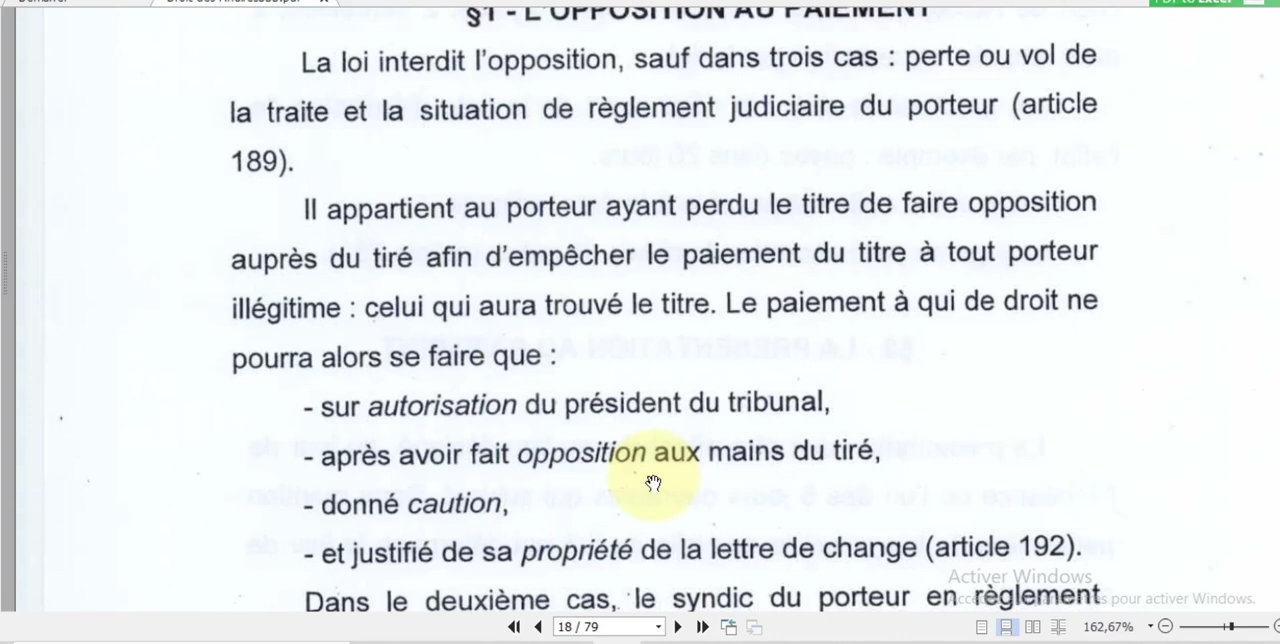 §1 - L'OPPOSITION AU PAIEMENT
La loi interdit l'opposition, sauf dans trois cas : perte ou vol de
la traite et la situation de règlement judiciaire du porteur (article
189).
Il appartient au porteur ayant perdu le titre de faire opposition
auprès du tiré afin d'empêcher le paiement du titre à tout porteur
illégitime : celui qui aura trouvé le titre. Le paiement à qui de droit ne
pourra alors se faire que :
- sur autorisation du président du tribunal,
- après avoir fait opposition aux mains du tiré,
- donné caution,
- et justifié de sa propriété de la lettre de change (article 192).
Dans le deuxième cas, le syndic du porteur en règlement
Activer Windows
pour activer Windows.
18 / 79
162,67%